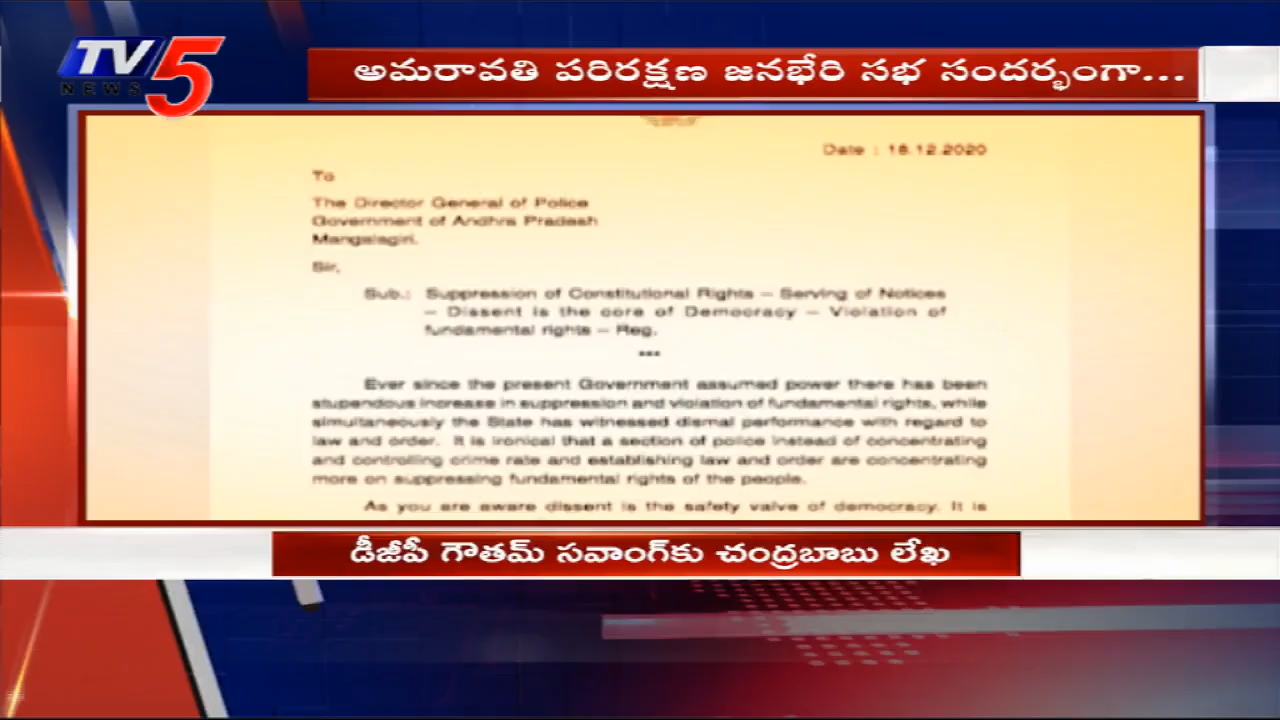 TV5
NEWS
అమరావతి పరిరక్షణ జనభేరి సభ సందర్భంగా...
Date : 18.12.2020
To
The Director General of Police
Government of Andhra Pradesh
Mangalagiri.
Sir,
Sub.: Suppression of Constitutional Rights – Serving of Notices
– Dissent is the core of Democracy – Violation of
fundamental rights – Reg.
***
Ever since the present Government assumed power there has been
stupendous increase in suppression and violation of fundamental rights, while
simultaneously the State has witnessed dismal performance with regard to
law and order. It is ironical that a section of police instead of concentrating
and controlling crime rate and establishing law and order are concentrating
more on suppressing fundamental rights of the people.
As you are aware dissent is the safety valve of democracy. It is
డీజీపీ గౌతమ్ సవాంగ్‌కు చంద్రబాబు లేఖ